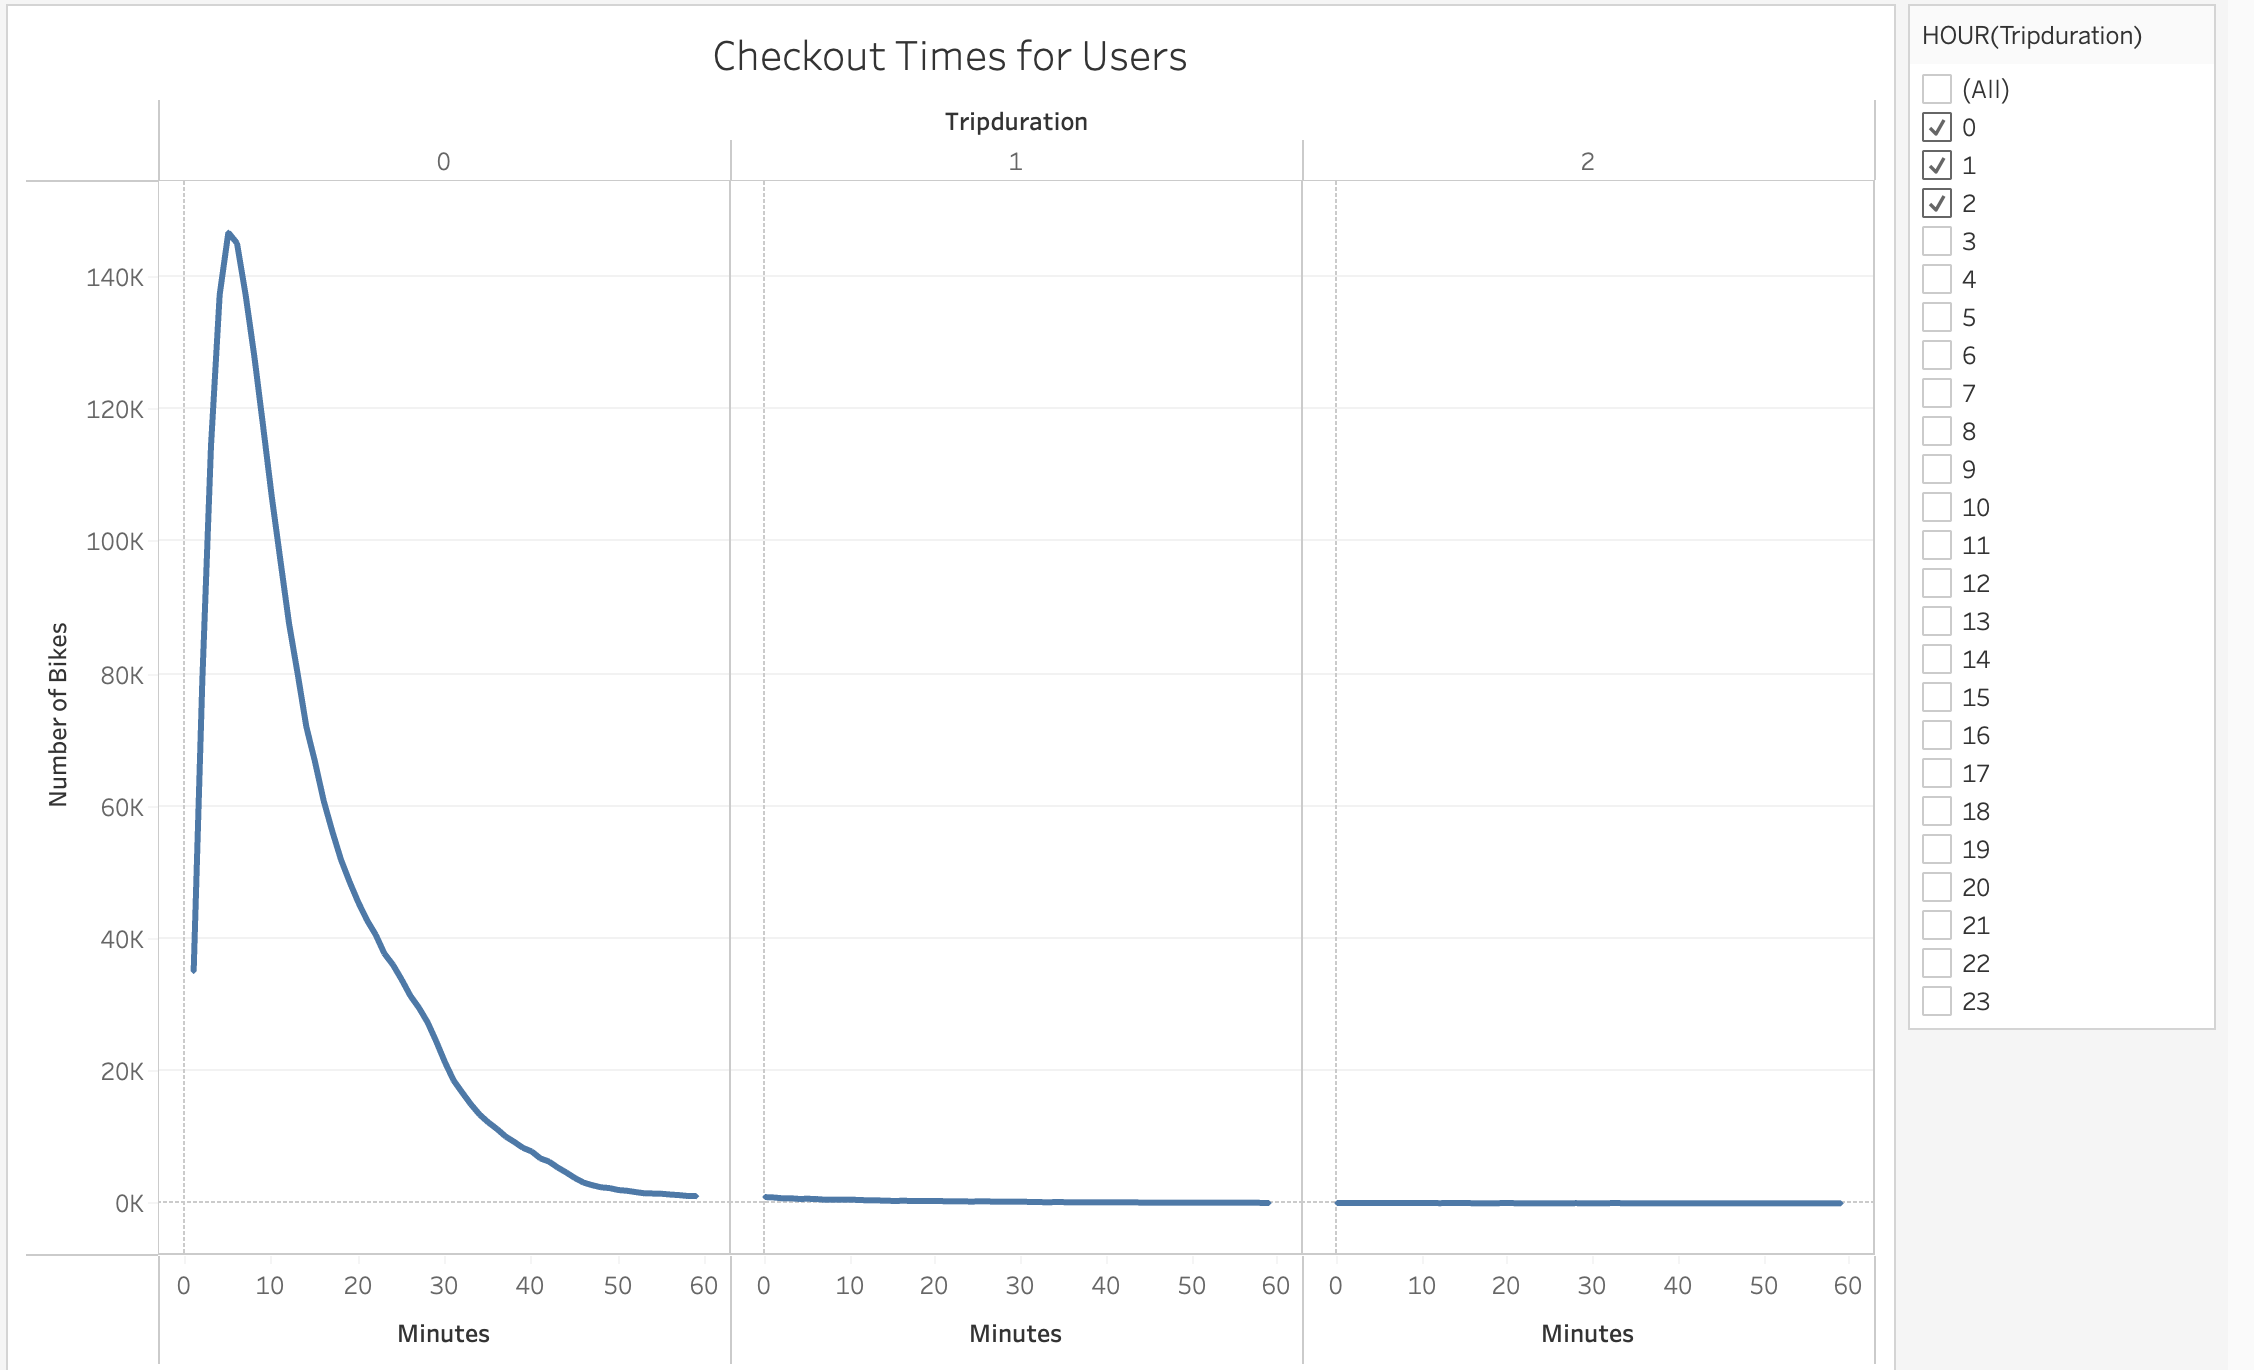 Checkout Times for Users
Tripduration
0 1 2
Number of Bikes
140K
120K
100K
80K
60K
40K
20K
0K
0 10 20 30 40 50 60 0 10 20 30 40 50 60 0 10 20 30 40 50 60
Minutes Minutes Minutes
HOUR(Tripduration)
(All)
0
1
2
3
4
5
6
7
8
9
10
11
12
13
14
15
16
17
18
19
20
21
22
23